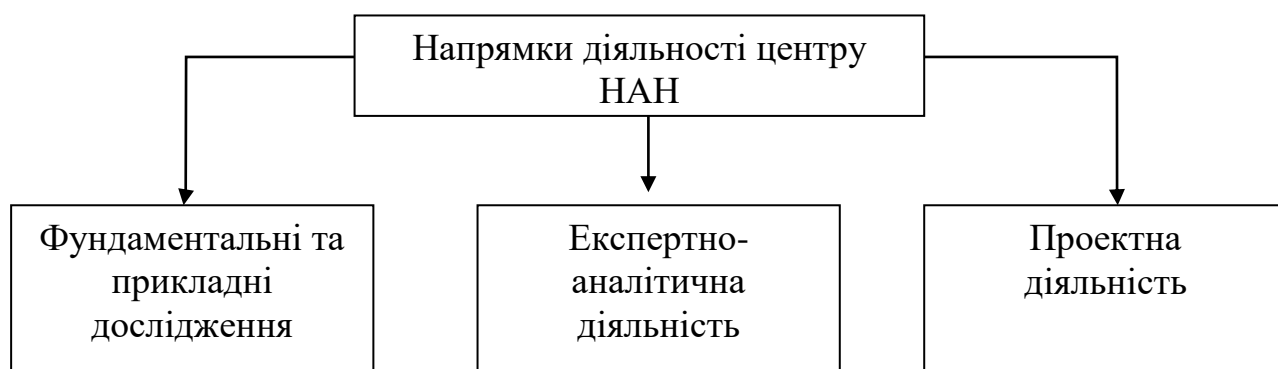 Напрямки діяльності центру
НАН
Фундаментальні та
прикладні
дослідження
Експертно-
аналітична
діяльність
Проектна
діяльність